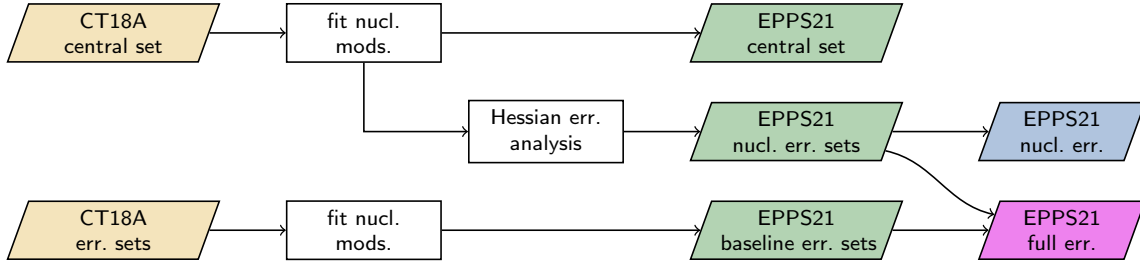 CT18A
central set
fit nucl.
mods.
EPPS21
central set
Hessian err.
analysis
EPPS21
nucl. err. sets
EPPS21
nucl. err.
CT18A
err. sets
fit nucl.
mods.
EPPS21
baseline err. sets
EPPS21
full err.